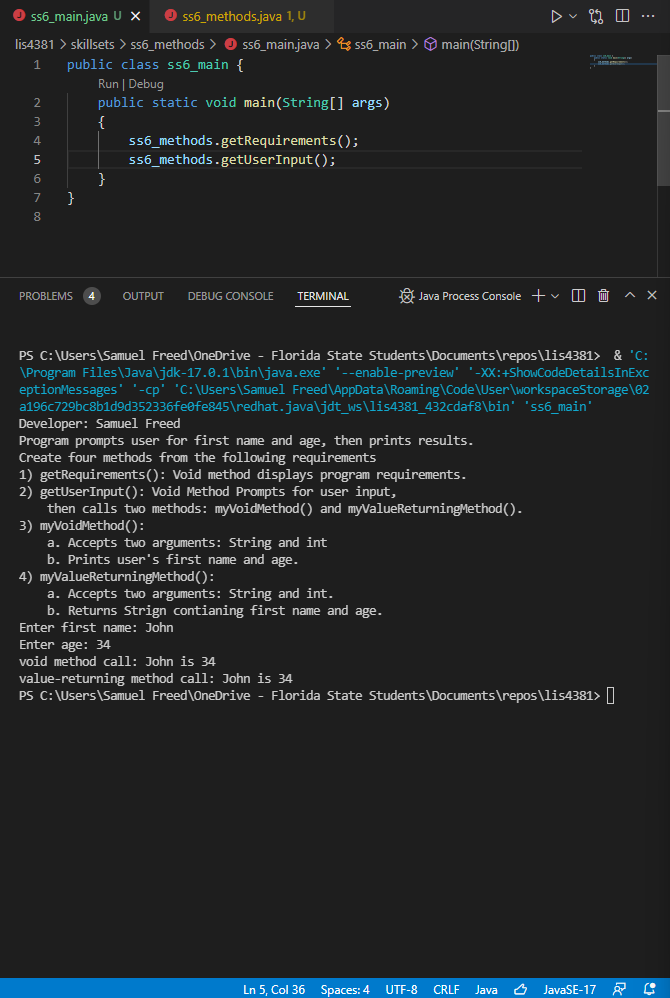 ss6_main.java U
ss6_methods.java 1, U
lis4381 > skillsets > ss6_methods > ss6_main.java > ss6_main > main(String[])
1 public class ss6_main {
Run | Debug
2 public static void main(String[] args)
3 {
4 ss6_methods.getRequirements();
5 ss6_methods.getUserInput();
6 }
7 }
8
PROBLEMS 4 OUTPUT DEBUG CONSOLE TERMINAL Java Process Console
PS C:\Users\Samuel Freed\OneDrive - Florida State Students\Documents\repos\lis4381>  & 'C:
\Program Files\Java\jdk-17.0.1\bin\java.exe' '--enable-preview' '-XX:+ShowCodeDetailsInExc
eptionMessages' '-cp' 'C:\Users\Samuel Freed\AppData\Roaming\Code\User\workspaceStorage\02
a196c729bc8b1d9d352336fe0fe845\redhat.java\jdt_ws\lis4381_432cdaf8\bin' 'ss6_main'
Developer: Samuel Freed
Program prompts user for first name and age, then prints results.
Create four methods from the following requirements
1) getRequirements(): Void method displays program requirements.
2) getUserInput(): Void Method Prompts for user input,
then calls two methods: myVoidMethod() and myValueReturningMethod().
3) myVoidMethod():
a. Accepts two arguments: String and int
b. Prints user's first name and age.
4) myValueReturningMethod():
a. Accepts two arguments: String and int.
b. Returns Strign contianing first name and age.
Enter first name: John
Enter age: 34
void method call: John is 34
value-returning method call: John is 34
PS C:\Users\Samuel Freed\OneDrive - Florida State Students\Documents\repos\lis4381>
Ln 5, Col 36 Spaces: 4 UTF-8 CRLF Java JavaSE-17